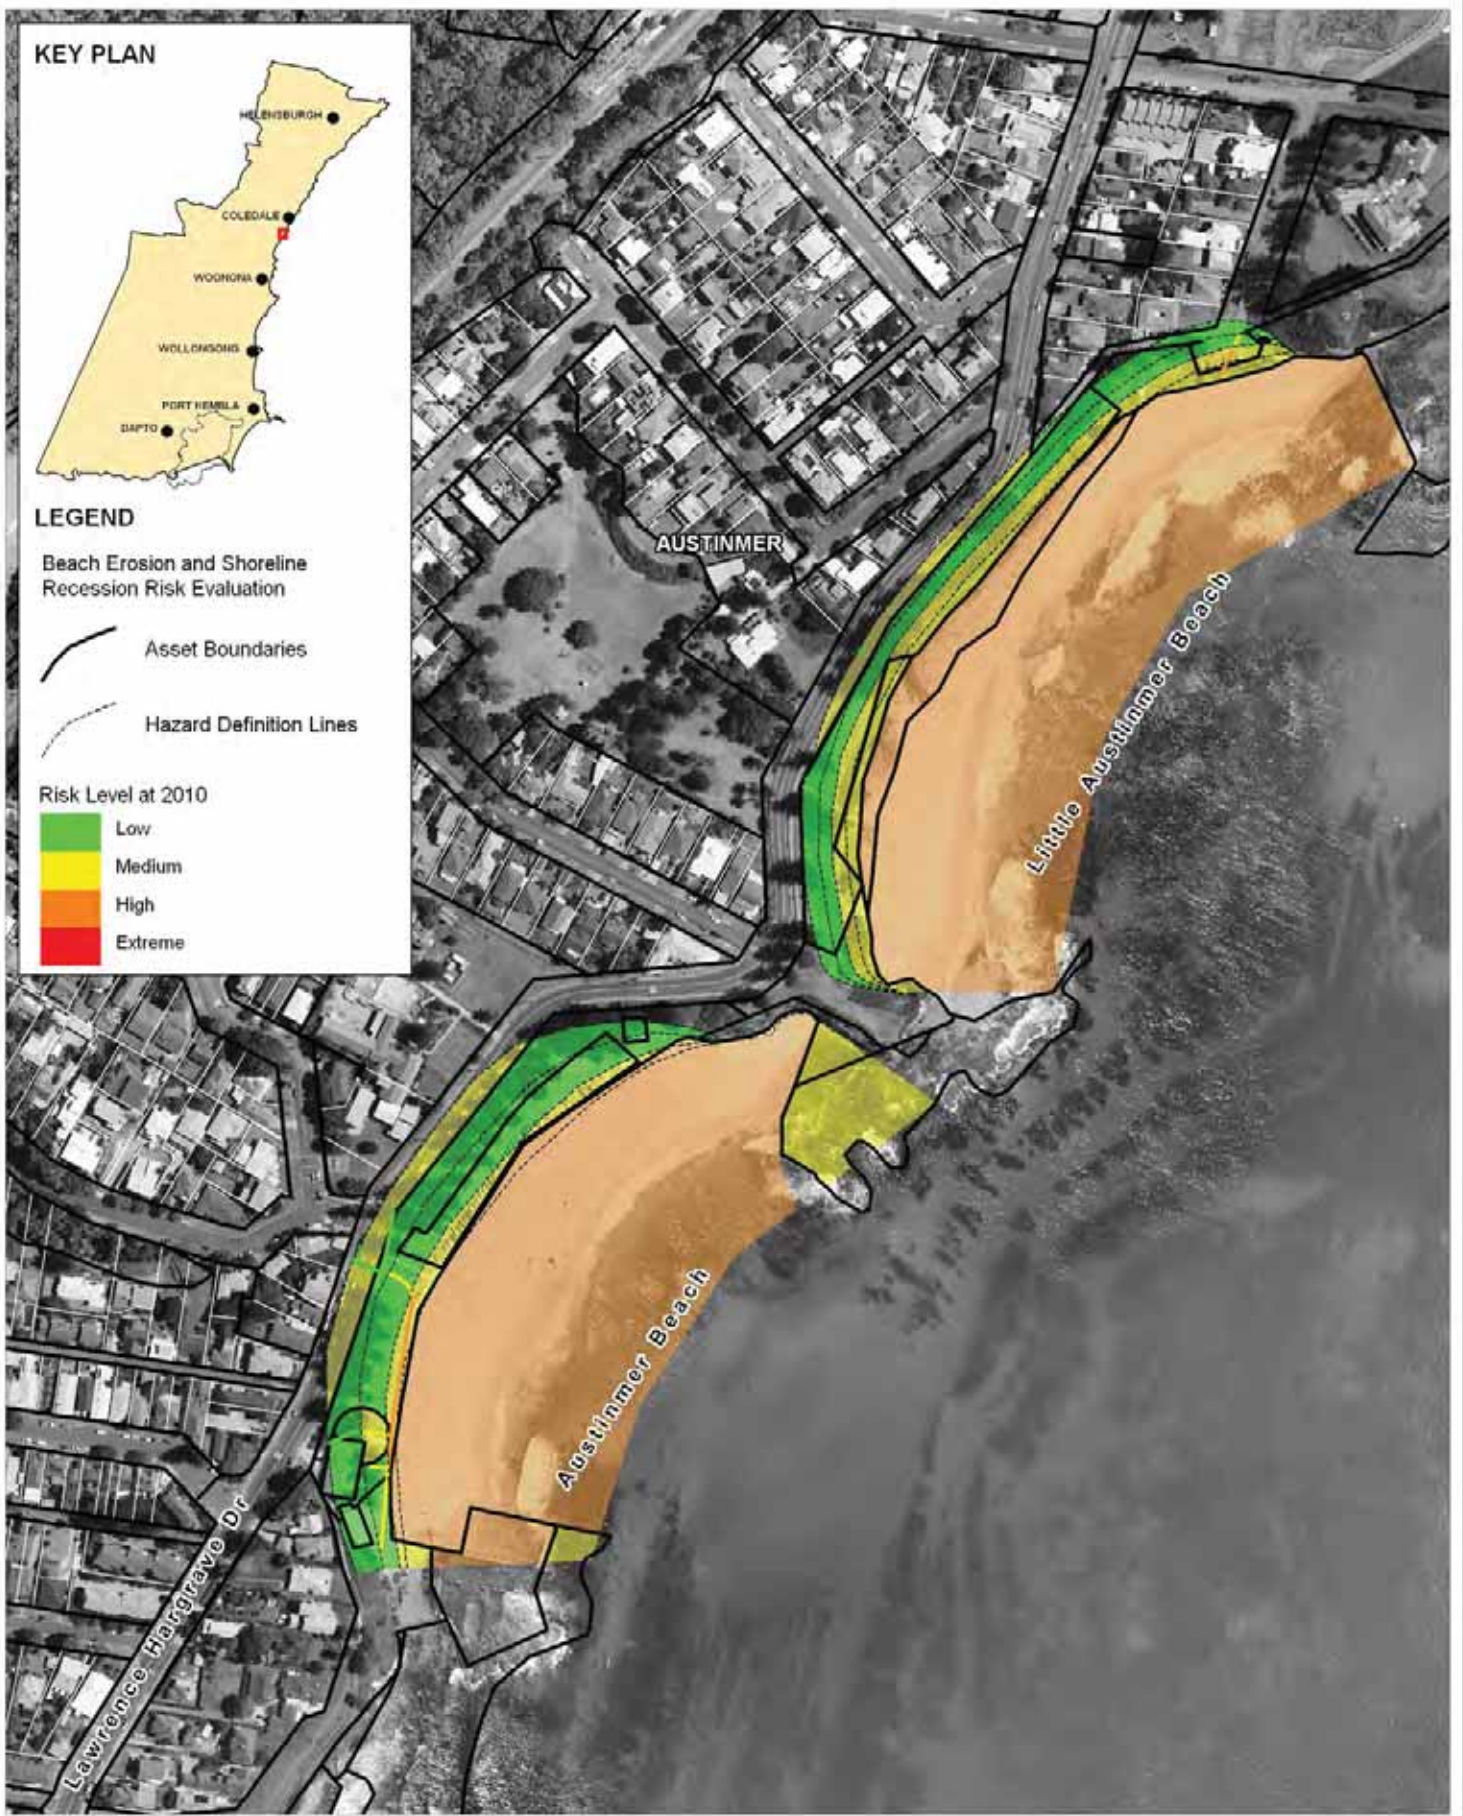 KEY PLAN
HELENSBURGH
COLEDALE
WOONONA
WOLLONGONG
PORT KEMBLA
DAPTO
LEGEND
Beach Erosion and Shoreline
Recession Risk Evaluation
Asset Boundaries
Hazard Definition Lines
Risk Level at 2010
Low
Medium
High
Extreme
AUSTINMER
Little Austinmer Beach
Austinmer Beach
Lawrence Hargrave Dr